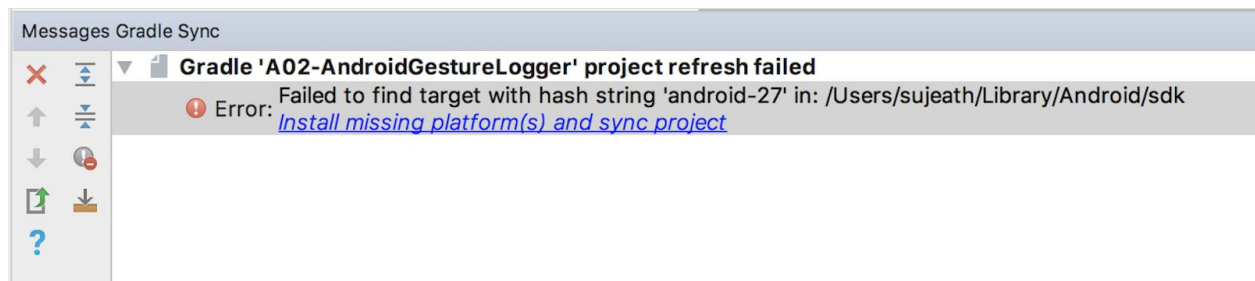 Messages Gradle Sync
Gradle 'A02-AndroidGestureLogger' project refresh failed
Error: Failed to find target with hash string 'android-27' in: /Users/sujeath/Library/Android/sdk
Install missing platform(s) and sync project
?